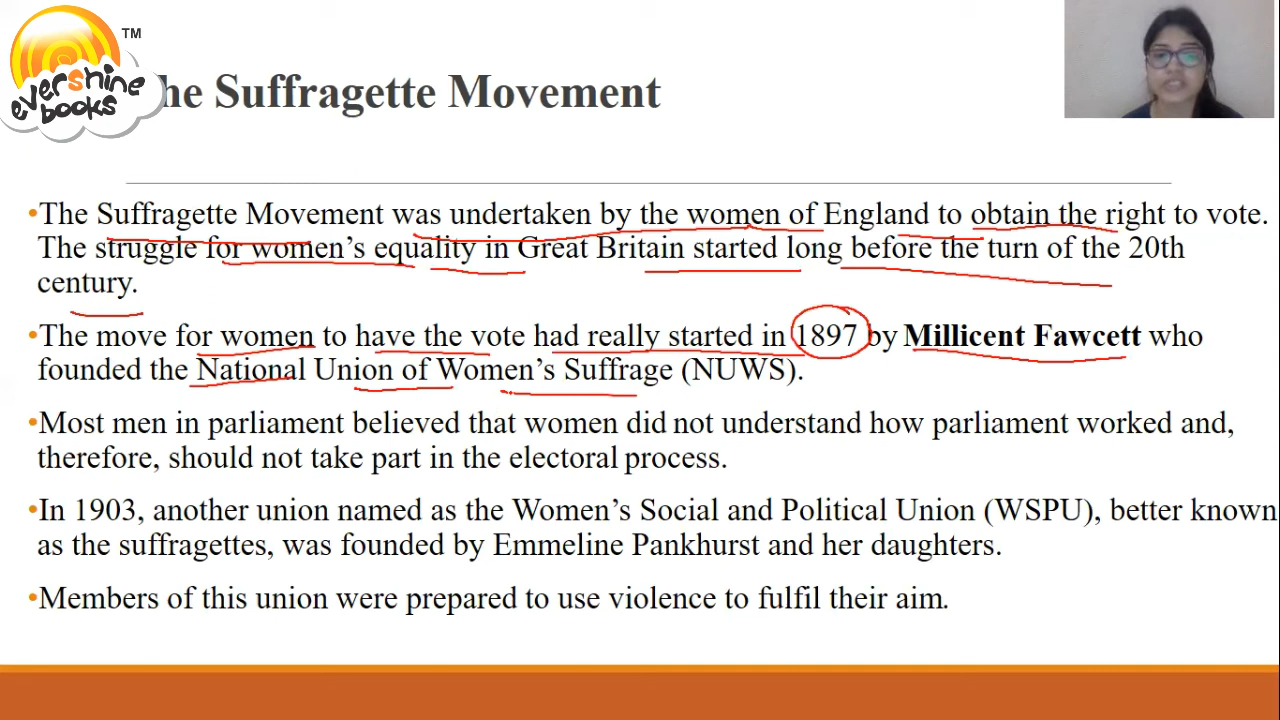 TM
evershine
books
The Suffragette Movement
•The Suffragette Movement was undertaken by the women of England to obtain the right to vote.
The struggle for women's equality in Great Britain started long before the turn of the 20th
century.
•The move for women to have the vote had really started in 1897 by Millicent Fawcett who
founded the National Union of Women's Suffrage (NUWS).
•Most men in parliament believed that women did not understand how parliament worked and,
therefore, should not take part in the electoral process.
•In 1903, another union named as the Women's Social and Political Union (WSPU), better known
as the suffragettes, was founded by Emmeline Pankhurst and her daughters.
•Members of this union were prepared to use violence to fulfil their aim.